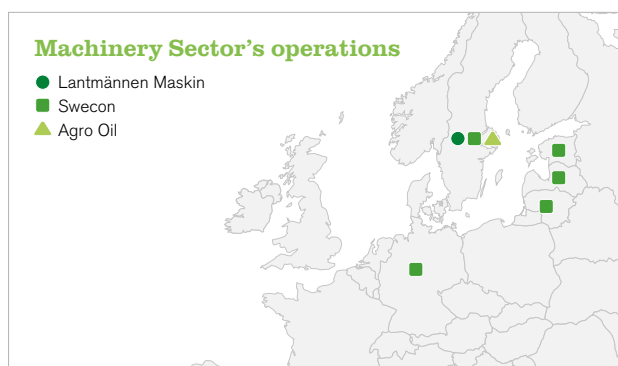 Machinery Sector's operations
Lantmännen Maskin
Swecon
Agro Oil